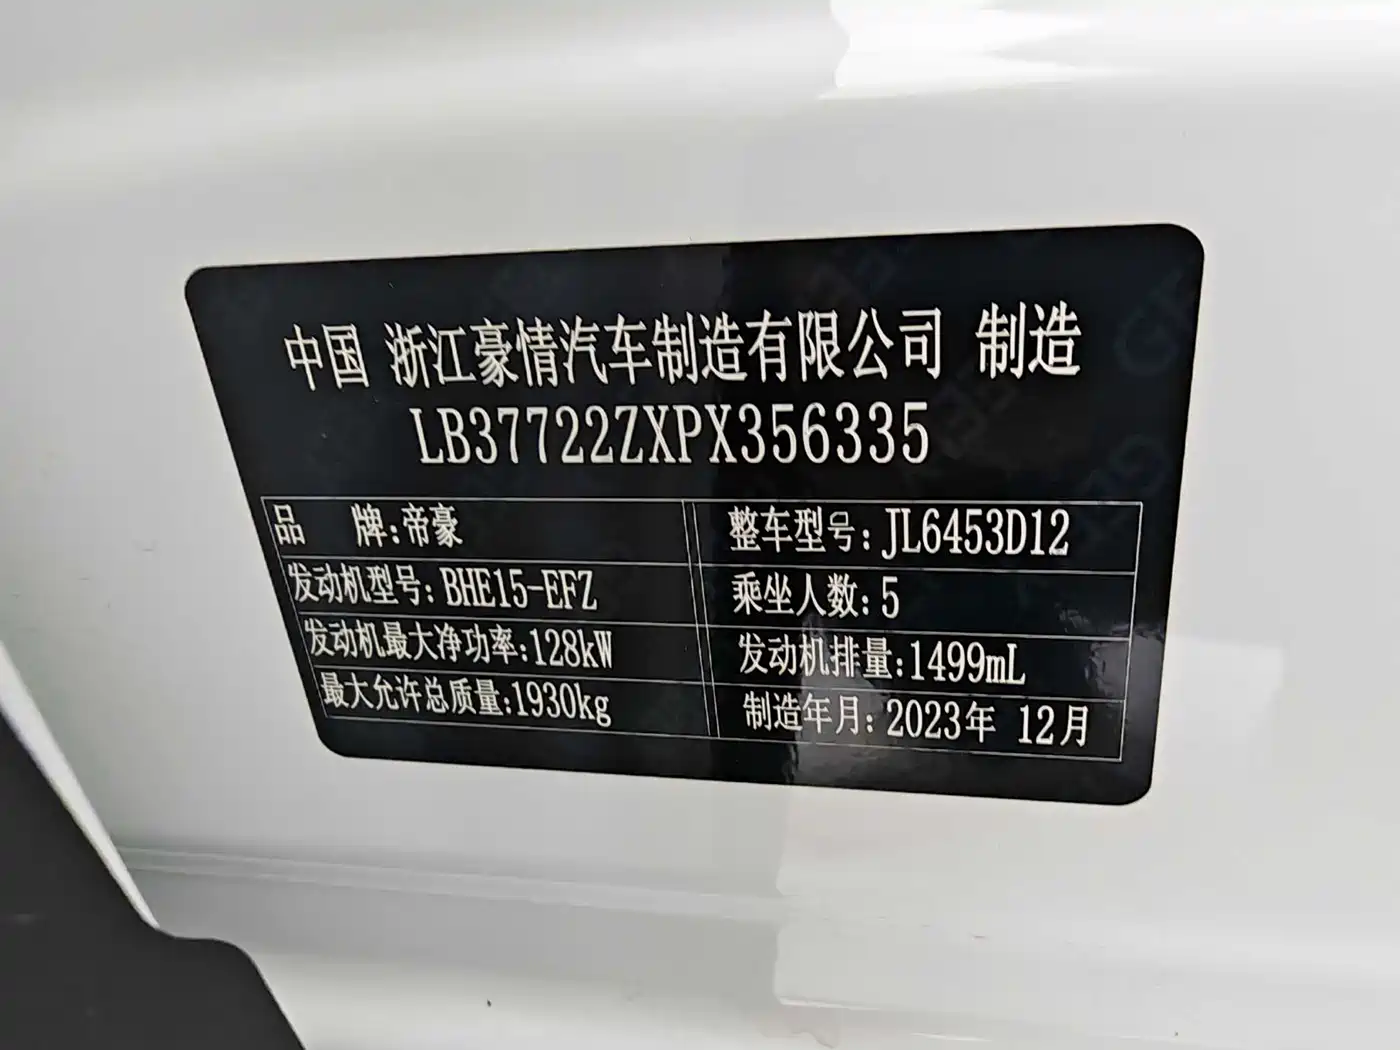 中国 浙江豪情汽车制造有限公司 制造
LB37722ZXPX356335
品 牌:帝豪
整车型号:JL6453D12
发动机型号:BHE15-EFZ
乘坐人数:5
发动机最大净功率:128kW
发动机排量:1499mL
最大允许总质量:1930kg
制造年月:2023年 12月